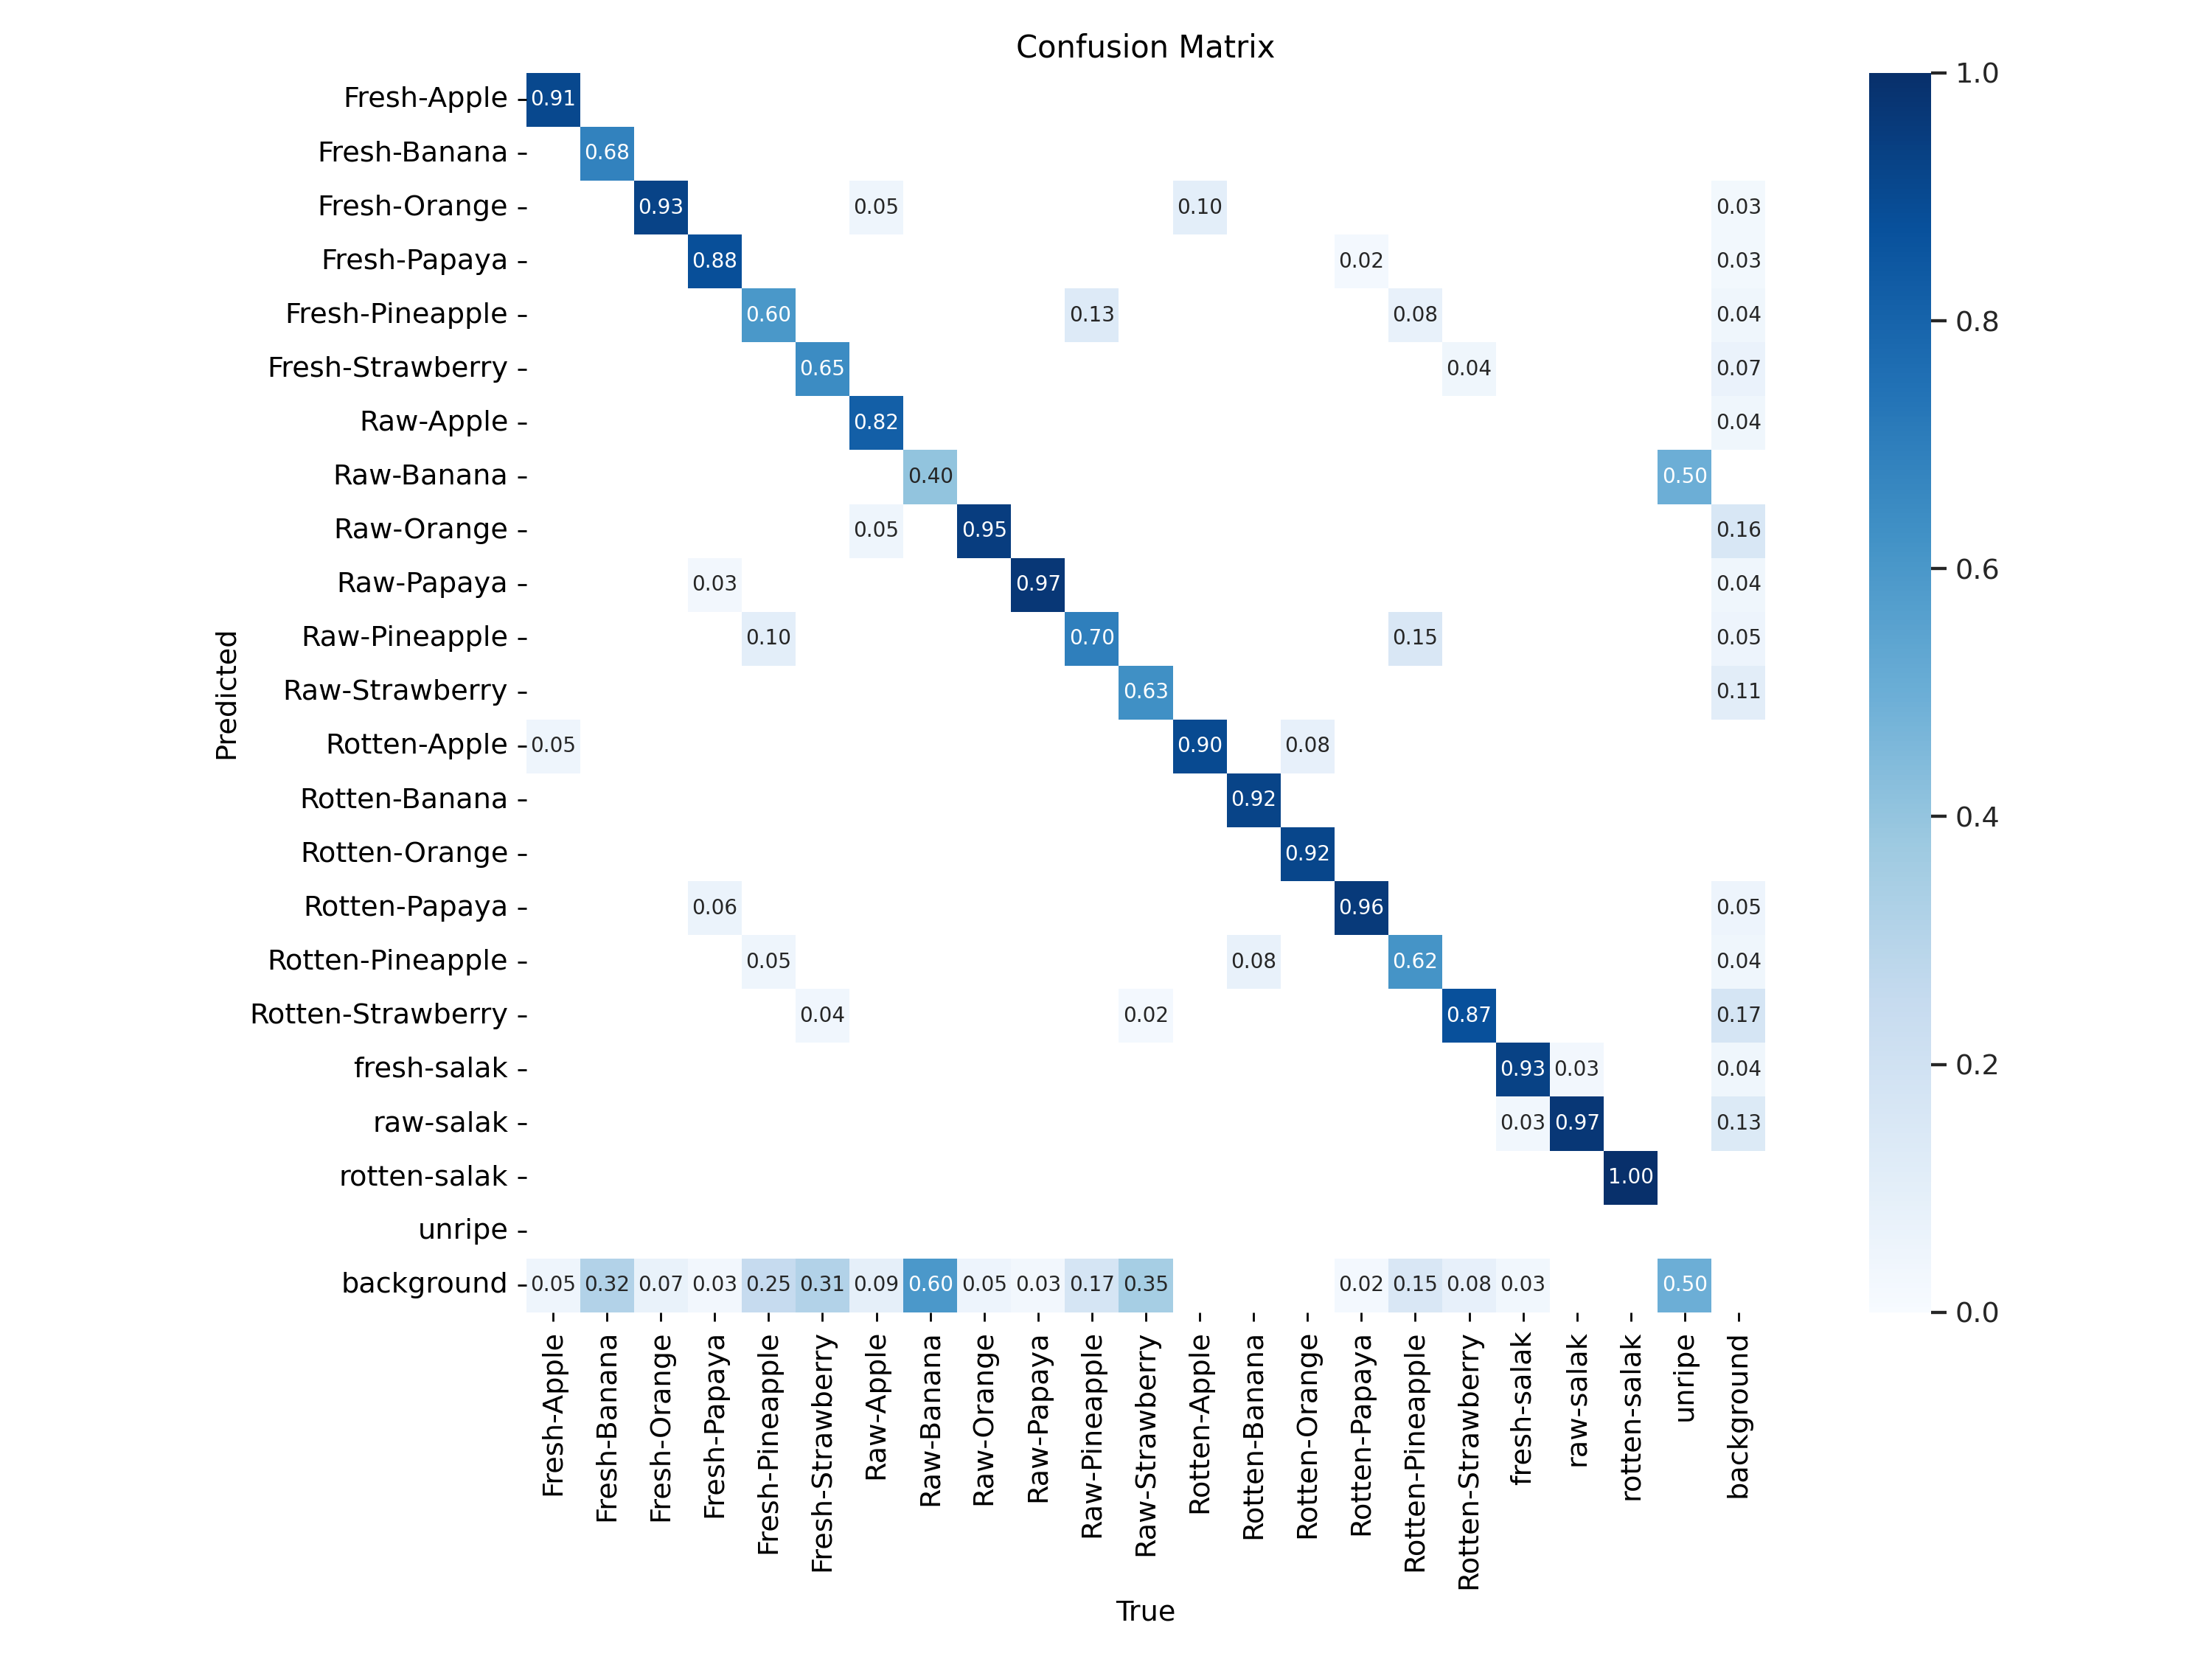 Confusion Matrix
Fresh-Apple 0.91
Fresh-Banana 0.68
Fresh-Orange 0.93 0.05 0.10 0.03
Fresh-Papaya 0.88 0.02 0.03
Fresh-Pineapple 0.60 0.13 0.08 0.04
Fresh-Strawberry 0.65 0.04 0.07
Raw-Apple 0.82 0.04
Raw-Banana 0.40 0.50
Raw-Orange 0.05 0.95 0.16
Raw-Papaya 0.03 0.97 0.04
Raw-Pineapple 0.10 0.70 0.15 0.05
Raw-Strawberry 0.63 0.11
Rotten-Apple 0.05 0.90 0.08
Rotten-Banana 0.92
Rotten-Orange 0.92
Rotten-Papaya 0.06 0.96 0.05
Rotten-Pineapple 0.05 0.08 0.62 0.04
Rotten-Strawberry 0.04 0.02 0.87 0.17
fresh-salak 0.93 0.03 0.04
raw-salak 0.03 0.97 0.13
rotten-salak 1.00
unripe
background 0.05 0.32 0.07 0.03 0.25 0.31 0.09 0.60 0.05 0.03 0.17 0.35 0.02 0.15 0.08 0.03 0.50
Predicted
Fresh-Apple
Fresh-Banana
Fresh-Orange
Fresh-Papaya
Fresh-Pineapple
Fresh-Strawberry
Raw-Apple
Raw-Banana
Raw-Orange
Raw-Papaya
Raw-Pineapple
Raw-Strawberry
Rotten-Apple
Rotten-Banana
Rotten-Orange
Rotten-Papaya
Rotten-Pineapple
Rotten-Strawberry
fresh-salak
raw-salak
rotten-salak
unripe
background
True
1.0
0.8
0.6
0.4
0.2
0.0